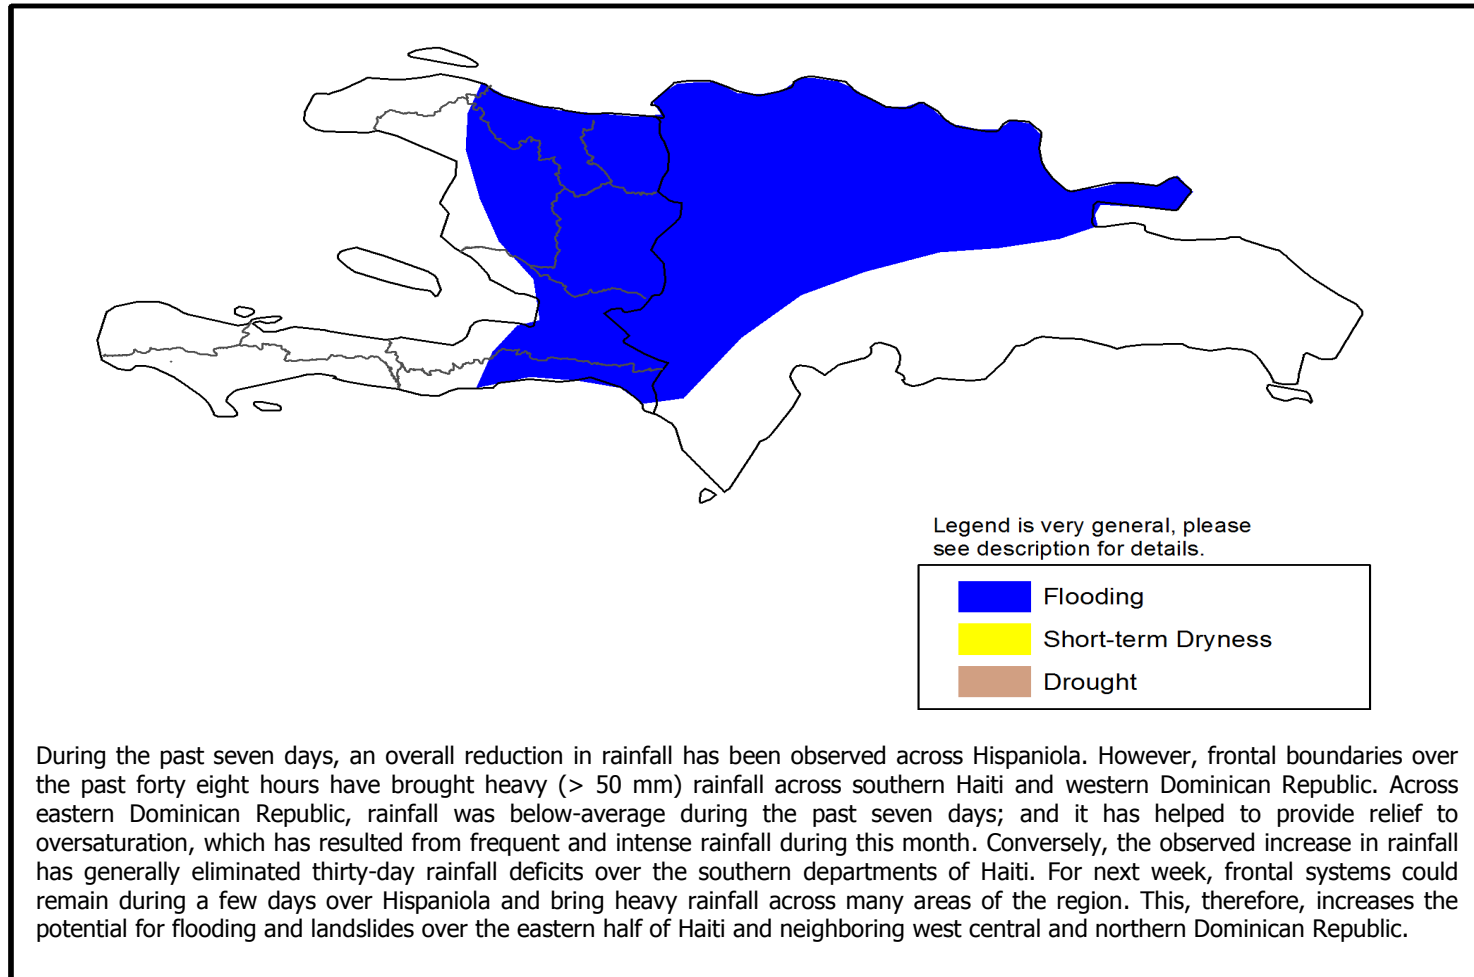 Legend is very general, please
see description for details.
Flooding
Short-term Dryness
Drought
During the past seven days, an overall reduction in rainfall has been observed across Hispaniola. However, frontal boundaries over
the past forty eight hours have brought heavy (> 50 mm) rainfall across southern Haiti and western Dominican Republic. Across
eastern Dominican Republic, rainfall was below-average during the past seven days; and it has helped to provide relief to
oversaturation, which has resulted from frequent and intense rainfall during this month. Conversely, the observed increase in rainfall
has generally eliminated thirty-day rainfall deficits over the southern departments of Haiti. For next week, frontal systems could
remain during a few days over Hispaniola and bring heavy rainfall across many areas of the region. This, therefore, increases the
potential for flooding and landslides over the eastern half of Haiti and neighboring west central and northern Dominican Republic.